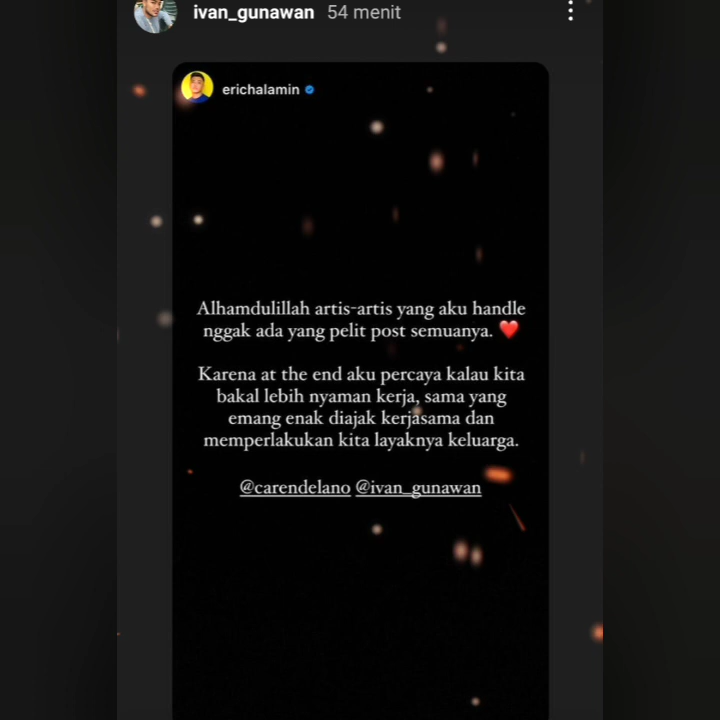 ivan_gunawan 54 menit
erichalamin
Alhamdulillah artis-artis yang aku handle
nggak ada yang pelit post semuanya. ❤️
Karena at the end aku percaya kalau kita
bakal lebih nyaman kerja, sama yang
emang enak diajak kerjasama dan
memperlakukan kita layaknya keluarga.
@carendelano @ivan_gunawan